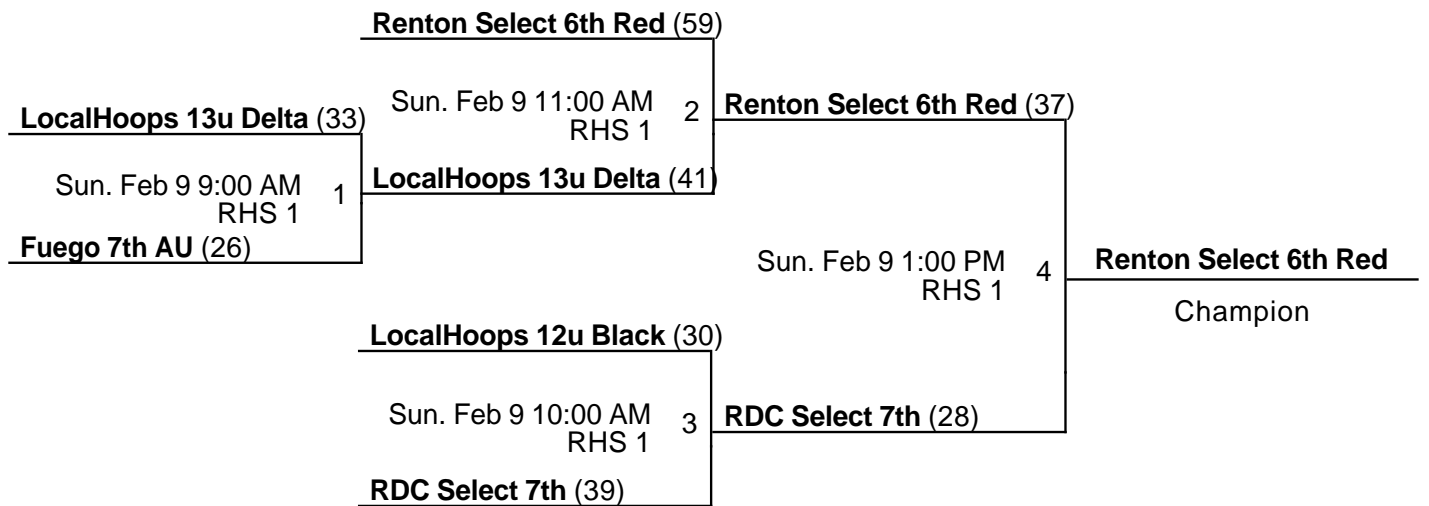 Renton Select 6th Red (59)
Sun. Feb 9 11:00 AM
RHS 1
2
Renton Select 6th Red (37)
LocalHoops 13u Delta (33)
Sun. Feb 9 9:00 AM
RHS 1
1
LocalHoops 13u Delta (41)
Fuego 7th AU (26)
Sun. Feb 9 1:00 PM
RHS 1
4
Renton Select 6th Red
Champion
LocalHoops 12u Black (30)
Sun. Feb 9 10:00 AM
RHS 1
3
RDC Select 7th (28)
RDC Select 7th (39)